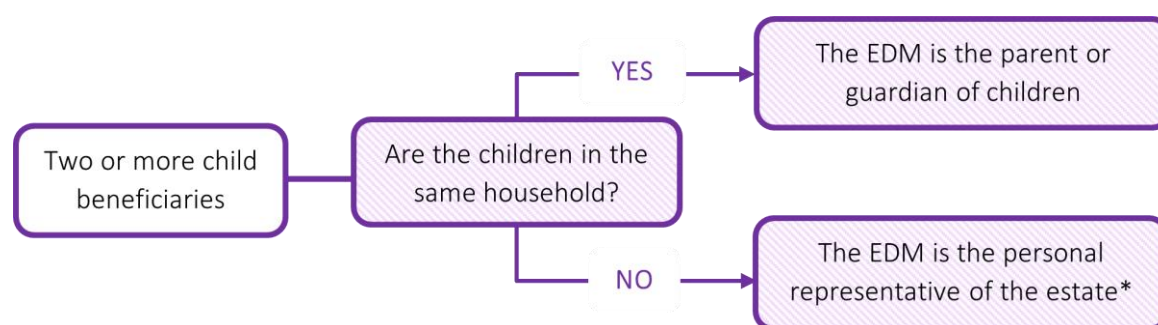 Two or more child
beneficiaries
Are the children in the
same household?
YES
The EDM is the parent or
guardian of children
NO
The EDM is the personal
representative of the estate*